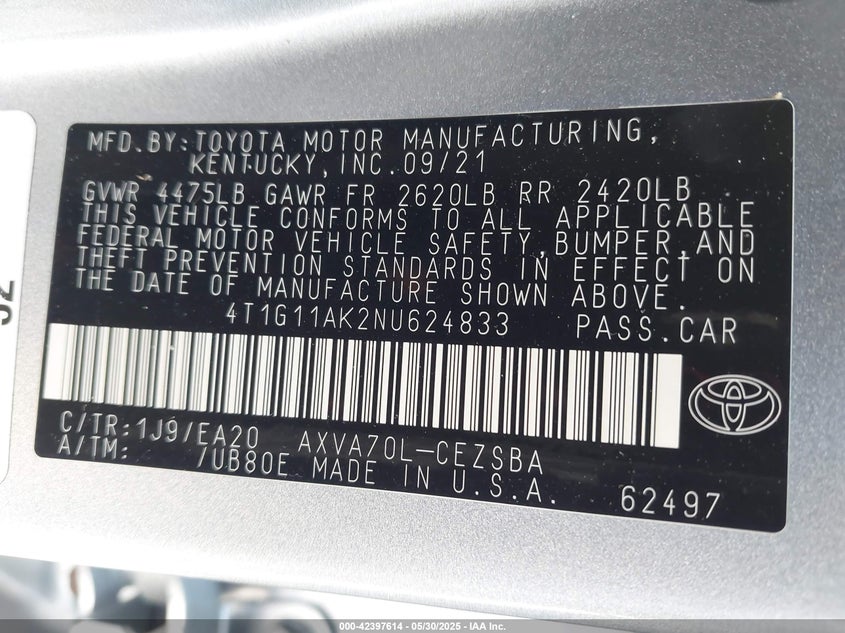 MFD.BY:TOYOTA MOTOR MANUFACTURING,
KENTUCKY,INC.09/21
GVWR 4475LB GAWR FR 2620LB RR 2420LB
THIS VEHICLE CONFORMS TO ALL APPLICABLE
FEDERAL MOTOR VEHICLE SAFETY,BUMPER,AND
THEFT PREVENTION STANDARDS IN EFFECT ON
THE DATE OF MANUFACTURE SHOWN ABOVE.
4T1G11AK2NU624833 PASS.CAR
C/TR:1J9/EA20 AXVA70L-CEZSBA
A/TM: /UB80E MADE IN U.S.A.
62497
000-42397614 - 05/30/2025 - IAA Inc.